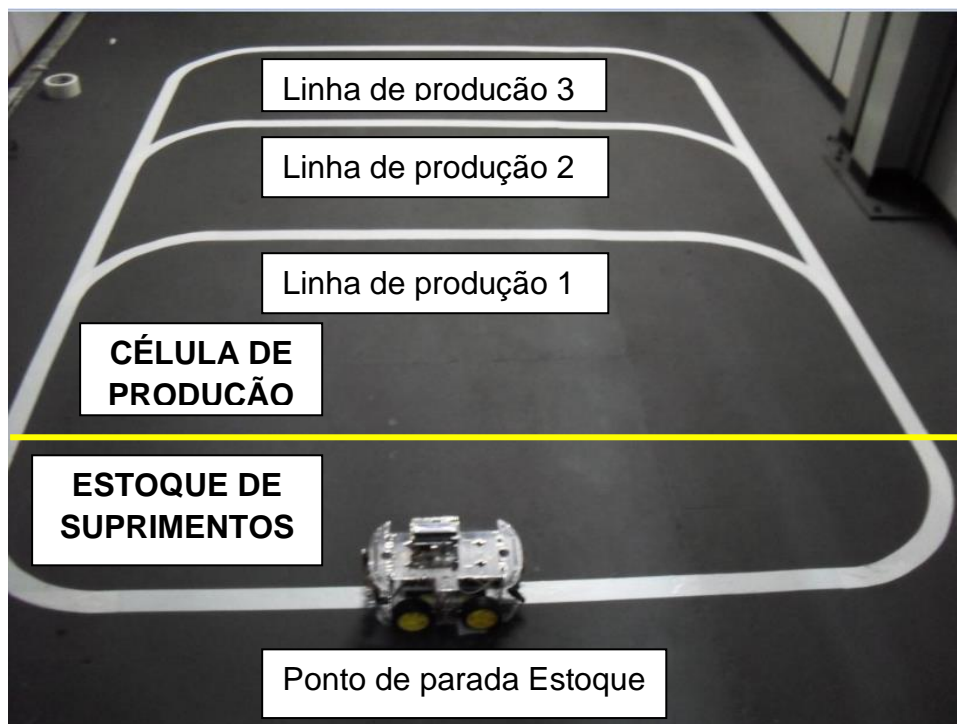 Linha de produção 3
Linha de produção 2
Linha de produção 1
CÉLULA DE
PRODUÇÃO
ESTOQUE DE
SUPRIMENTOS
Ponto de parada Estoque